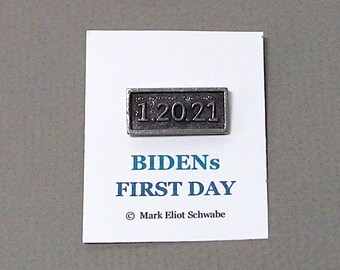 1.20.21
BIDENs
FIRST DAY
© Mark Eliot Schwabe